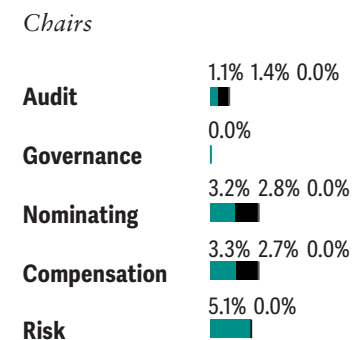 Chairs
1.1% 1.4% 0.0%
Audit
0.0%
Governance
3.2% 2.8% 0.0%
Nominating
3.3% 2.7% 0.0%
Compensation
5.1% 0.0%
Risk